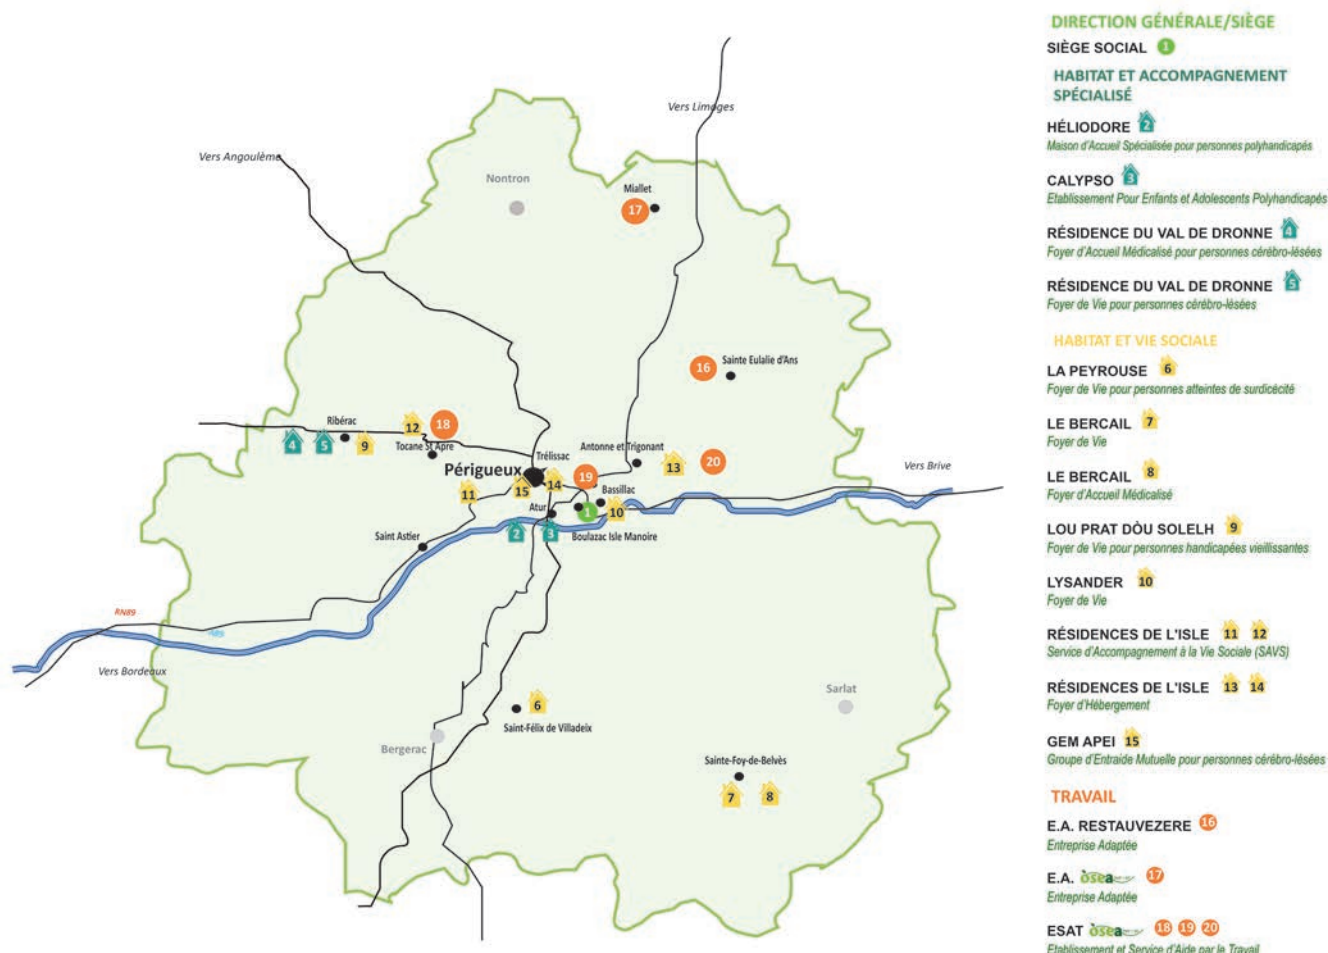 Vers Limoges
Vers Angoulème
Nontron
Miallet
17
16
Sainte Eulalie d'Ans
Ribérac
4
5
9
12
18
Tocane St Apre
Trélissac
Antonne et Trigonant
13
20
Périgueux
19
15
14
11
Bassillac
Vers Brive
Atur
1
10
2
3
Boulazac Isle Manoire
Saint Astier
RN89
Vers Bordeaux
6
Saint-Félix de Villadeix
Sarlat
Bergerac
Sainte-Foy-de-Belvès
7
8
DIRECTION GÉNÉRALE/SIÈGE
SIÈGE SOCIAL 1
HABITAT ET ACCOMPAGNEMENT
SPÉCIALISÉ
HÉLIODORE 2
Maison d'Accueil Spécialisée pour personnes polyhandicapés
CALYPSO 3
Etablissement Pour Enfants et Adolescents Polyhandicapés
RÉSIDENCE DU VAL DE DRONNE 4
Foyer d'Accueil Médicalisé pour personnes cérébro-lésées
RÉSIDENCE DU VAL DE DRONNE 5
Foyer de Vie pour personnes cérébro-lésées
HABITAT ET VIE SOCIALE
LA PEYROUSE 6
Foyer de Vie pour personnes atteintes de surdicécité
LE BERCAIL 7
Foyer de Vie
LE BERCAIL 8
Foyer d'Accueil Médicalisé
LOU PRAT DÒU SOLELH 9
Foyer de Vie pour personnes handicapées vieillissantes
LYSANDER 10
Foyer de Vie
RÉSIDENCES DE L'ISLE 11 12
Service d'Accompagnement à la Vie Sociale (SAVS)
RÉSIDENCES DE L'ISLE 13 14
Foyer d'Hébergement
GEM APEI 15
Groupe d'Entraide Mutuelle pour personnes cérébro-lésées
TRAVAIL
E.A. RESTAUVEZERE 16
Entreprise Adaptée
E.A. òsea 17
Entreprise Adaptée
ESAT òsea 18 19 20
Etablissement et Service d'Aide par le Travail